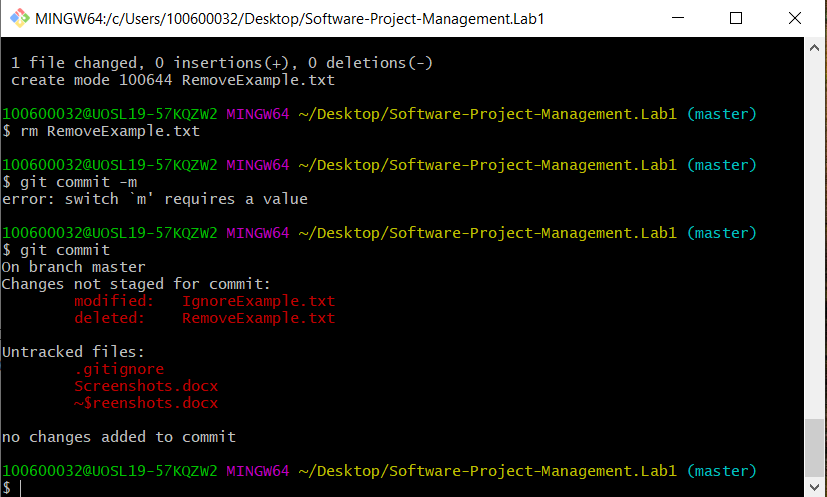 MINGW64:/c/Users/100600032/Desktop/Software-Project-Management.Lab1
1 file changed, 0 insertions(+), 0 deletions(-)
create mode 100644 RemoveExample.txt
100600032@UOSL19-57KQZW2 MINGW64 ~/Desktop/Software-Project-Management.Lab1 (master)
$ rm RemoveExample.txt
100600032@UOSL19-57KQZW2 MINGW64 ~/Desktop/Software-Project-Management.Lab1 (master)
$ git commit -m
error: switch `m' requires a value
100600032@UOSL19-57KQZW2 MINGW64 ~/Desktop/Software-Project-Management.Lab1 (master)
$ git commit
On branch master
Changes not staged for commit:
modified:   IgnoreExample.txt
deleted:    RemoveExample.txt
Untracked files:
.gitignore
Screenshots.docx
~$reenshots.docx
no changes added to commit
100600032@UOSL19-57KQZW2 MINGW64 ~/Desktop/Software-Project-Management.Lab1 (master)
$